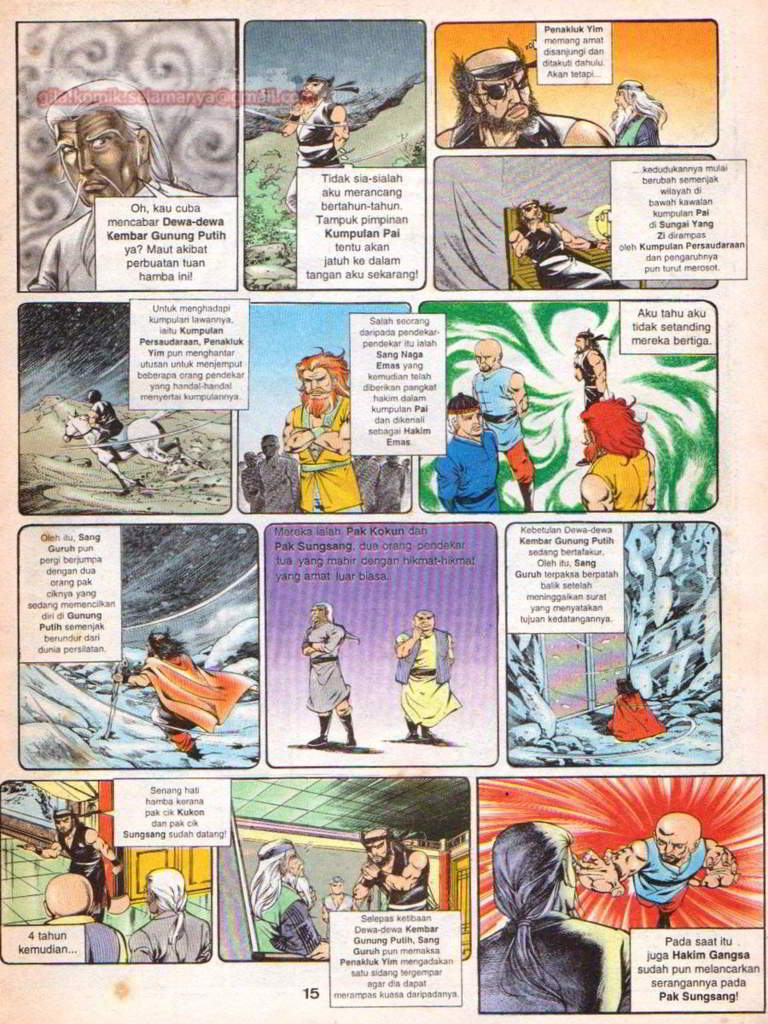 gilakomikselamanya@gmail.com
Oh, kau cuba
mencabar Dewa-dewa
Kembar Gunung Putih
ya? Maut akibat
perbuatan tuan
hamba ini!
Tidak sia-sialah
aku merancang
bertahun-tahun.
Tampuk pimpinan
Kumpulan Pai
tentu akan
jatuh ke dalam
tangan aku sekarang!
Penakluk Yim
memang amat
disanjungi dan
ditakuti dahulu.
Akan tetapi...
....kedudukannya mulai
berubah semenjak
wilayah di
bawah kawalan
kumpulan Pai
di Sungai Yang
Zi dirampas
oleh Kumpulan Persaudaraan
dan pengaruhnya
pun turut merosot.
Untuk menghadapi
kumpulan lawannya,
iaitu Kumpulan
Persaudaraan, Penakluk
Yim pun menghantar
utusan untuk menjemput
beberapa orang pendekar
yang handal-handal
menyertai kumpulannya.
Salah seorang
daripada pendekar-
pendekar itu ialah
Sang Naga
Emas yang
kemudian telah
diberikan pangkat
hakim dalam
kumpulan Pai
dan dikenali
sebagai Hakim
Emas.
Aku tahu aku
tidak setanding
mereka bertiga.
Oleh itu, Sang
Guruh pun
pergi berjumpa
dengan dua
orang pak
ciknya yang
sedang memencilkan
diri di Gunung
Putih semenjak
berundur dari
dunia persilatan.
Mereka ialah Pak Kokun dan
Pak Sungsang, dua orang pendekar
tua yang mahir dengan hikmat-hikmat
yang amat luar biasa.
Kebetulan Dewa-dewa
Kembar Gunung Putih
sedang bertafakur.
Oleh itu, Sang
Guruh terpaksa berpatah
balik setelah
meninggalkan surat
yang menyatakan
tujuan kedatangannya.
4 tahun
kemudian...
Senang hati
hamba kerana
pak cik Kukon
dan pak cik
Sungsang sudah datang!
Selepas ketibaan
Dewa-dewa Kembar
Gunung Putih, Sang
Guruh pun memaksa
Penakluk Yim mengadakan
satu sidang tergempar
agar dia dapat
merampas kuasa daripadanya.
Pada saat itu
juga Hakim Gangsa
sudah pun melancarkan
serangannya pada
Pak Sungsang!
15